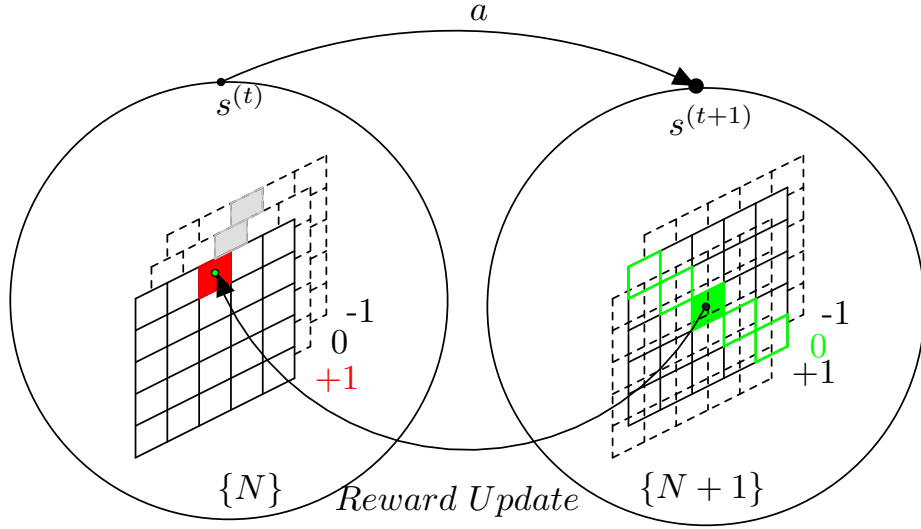 a
s^{(t)}
s^{(t+1)}
-1
0
+1
-1
0
+1
{N}
Reward Update
{N + 1}